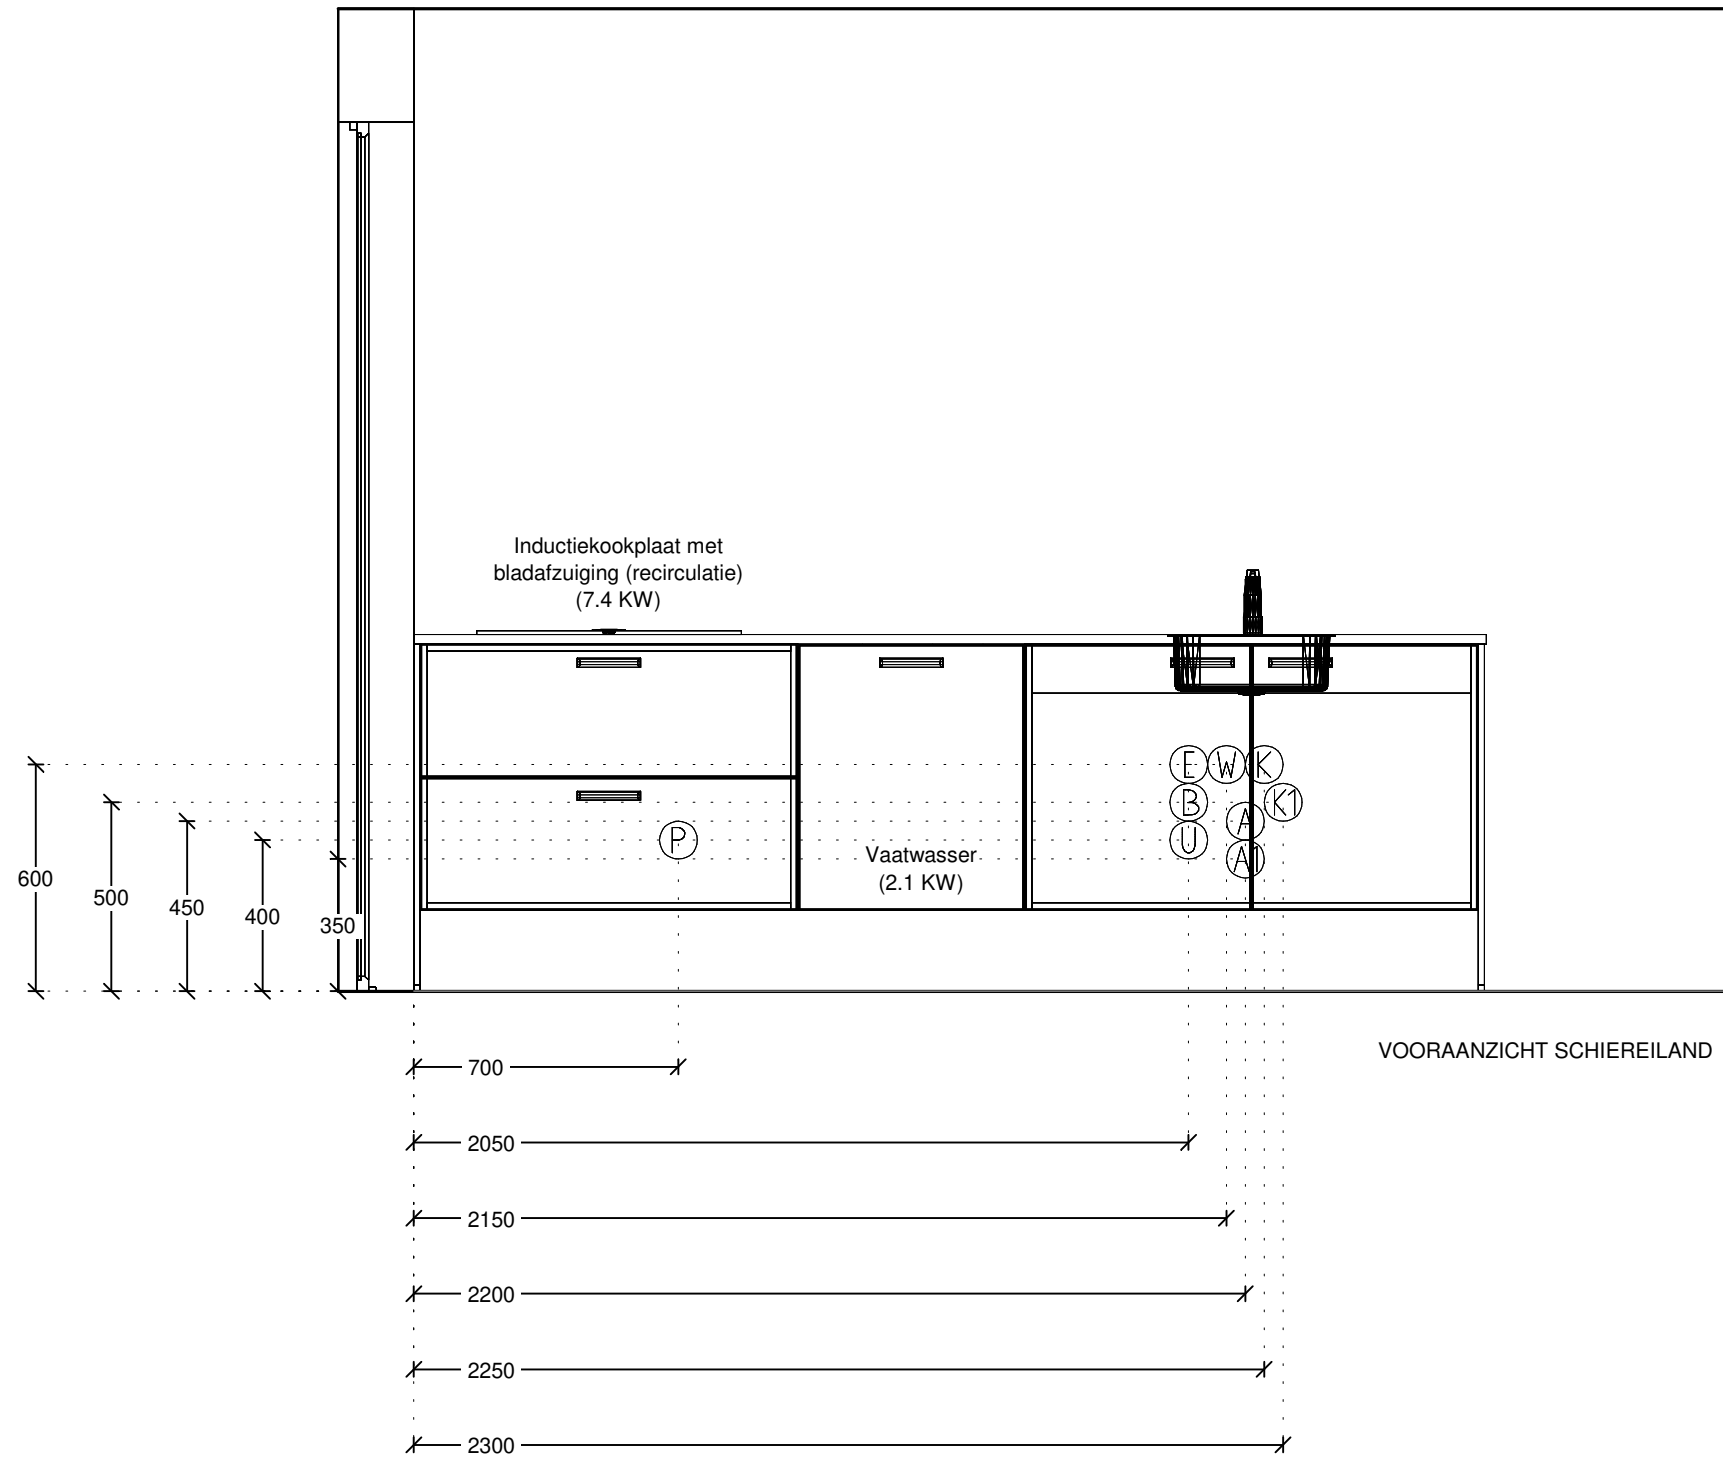 Inductiekookplaat met
bladafzuiging (recirculatie)
(7.4 KW)
E W K
B K1
A
P U
Vaatwasser A1
(2.1 KW)
600
500
450
400
350
VOORAANZICHT SCHIEREILAND
700
2050
2150
2200
2250
2300